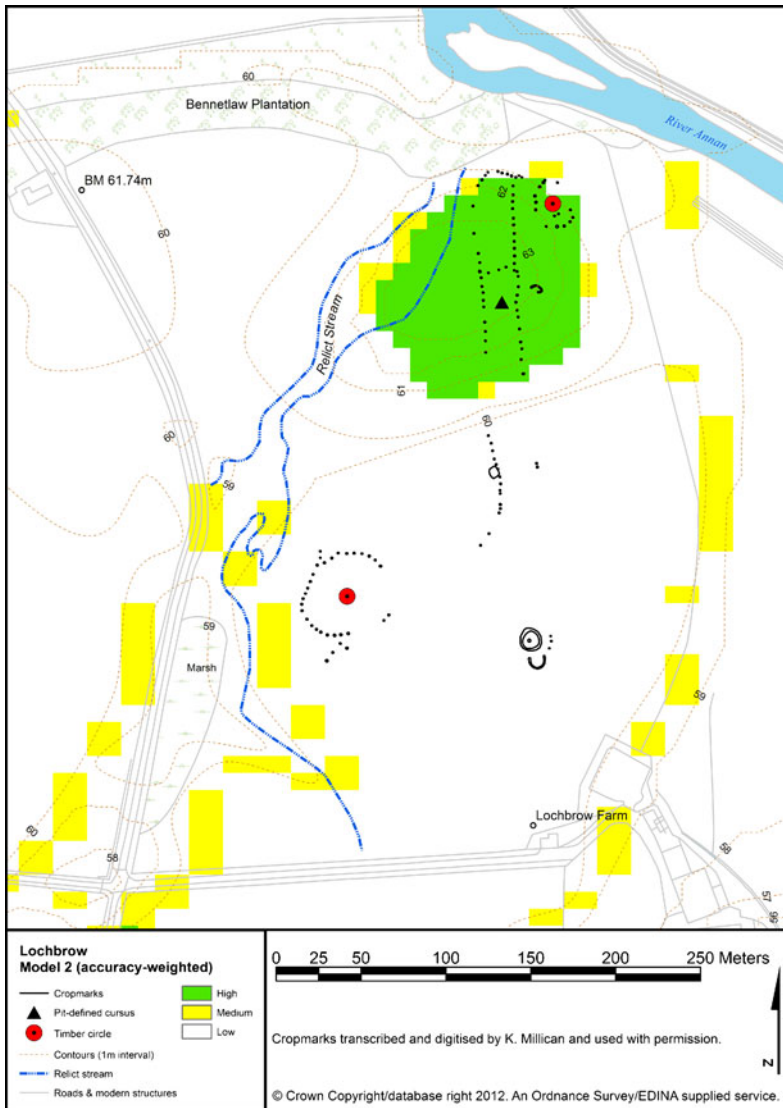 60
River Annan
Bennetlaw Plantation
BM 61.74m
62
60
63
Relict Stream
61
60
60
59
59
Marsh
59
Lochbrow Farm
60
58
58
57
56
Lochbrow
Model 2 (accuracy-weighted)
Cropmarks
Pit-defined cursus
Timber circle
Contours (1m interval)
Relict stream
Roads & modern structures
High
Medium
Low
0 25 50 100 150 200 250 Meters
Cropmarks transcribed and digitised by K. Millican and used with permission.
N
© Crown Copyright/database right 2012. An Ordnance Survey/EDINA supplied service.